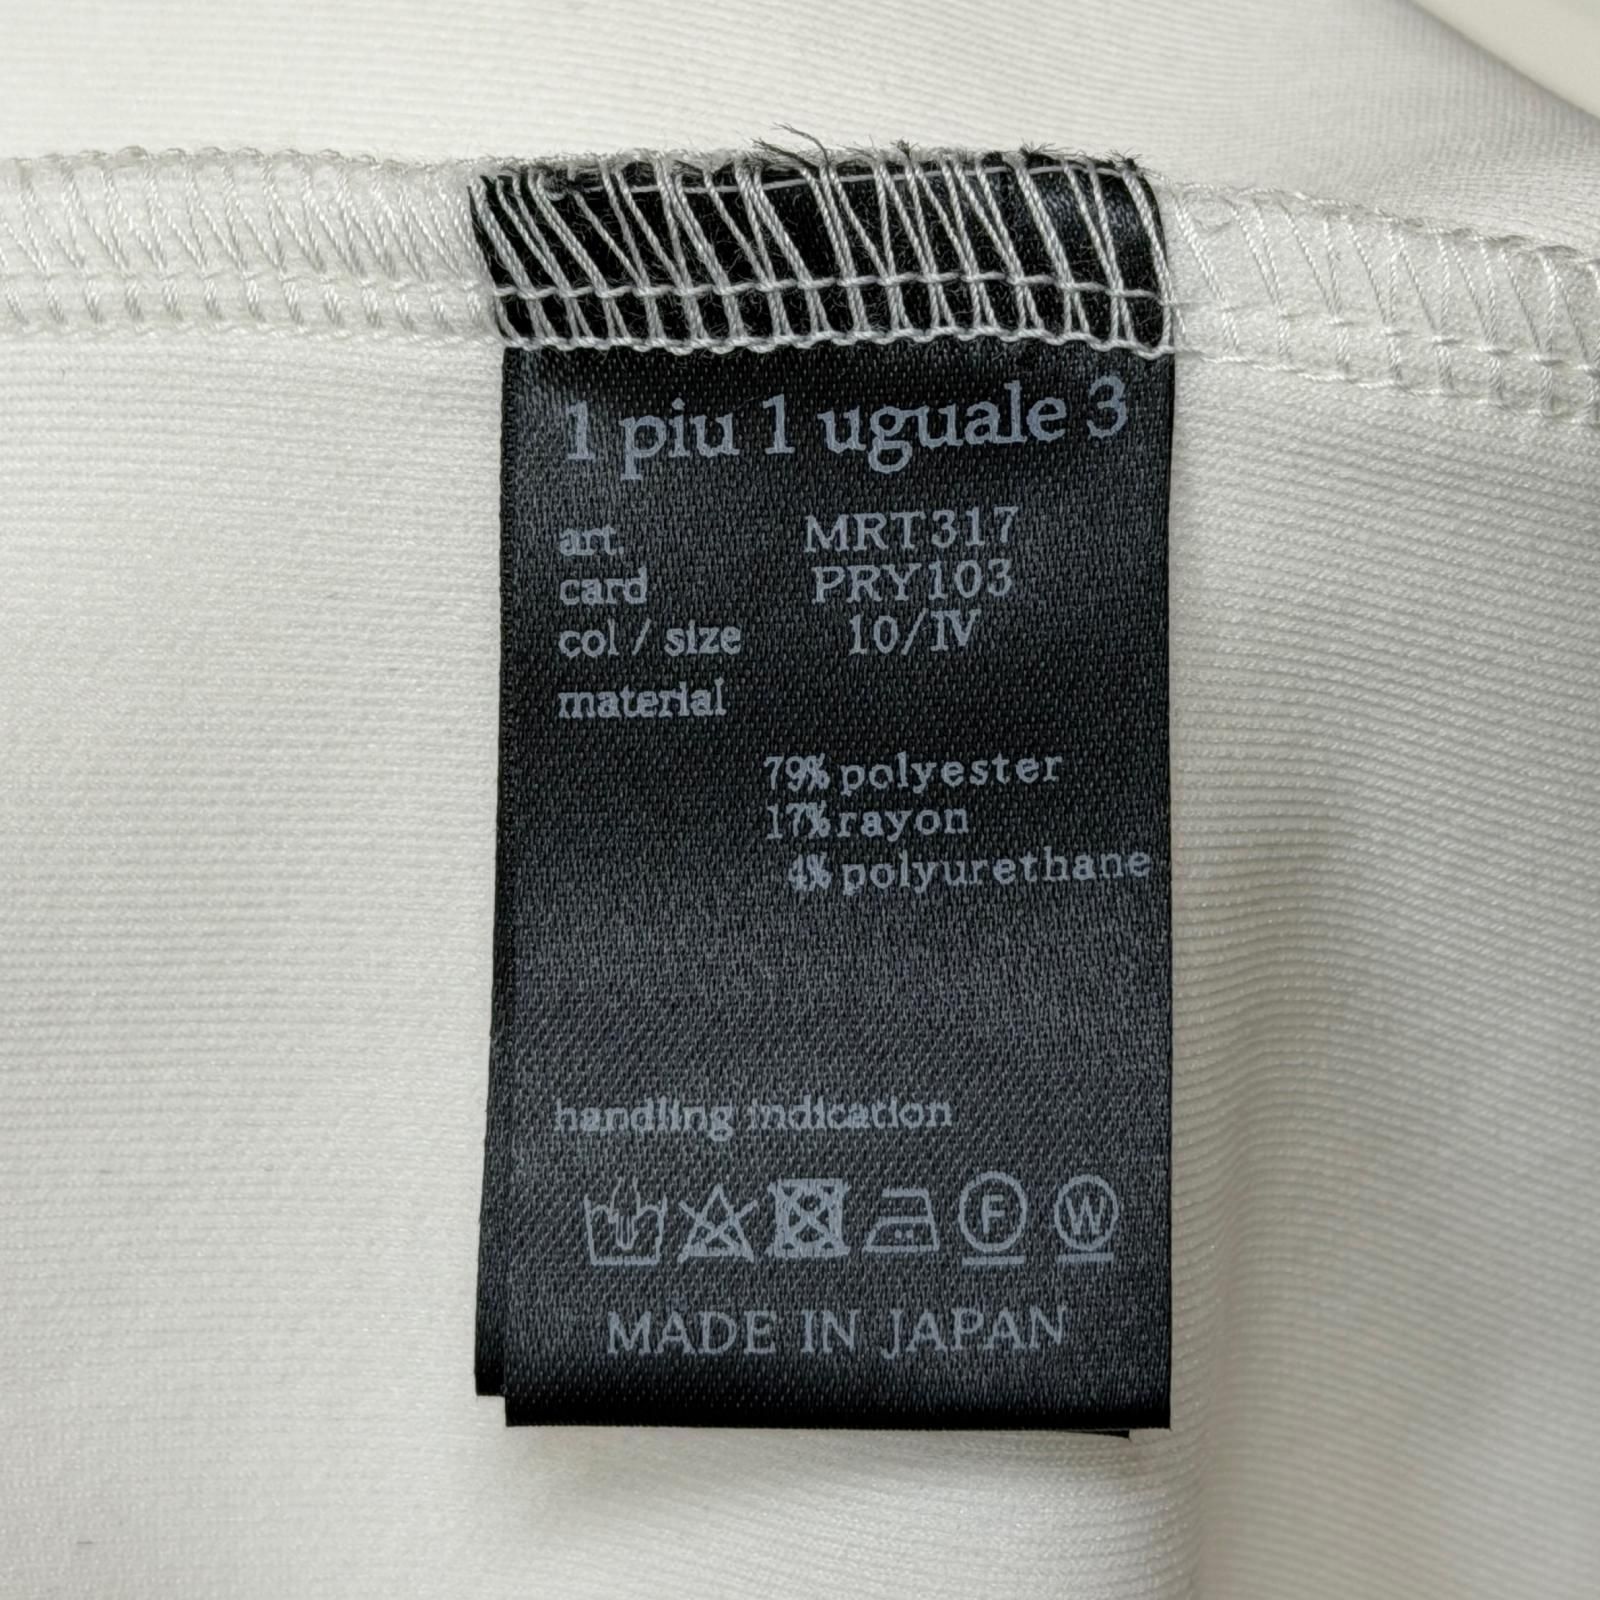 1 piu 1 uguale 3
art. MRT317
card PRY103
col / size 10/IV
material
79% polyester
17% rayon
4% polyurethane
handling indication
F W
MADE IN JAPAN